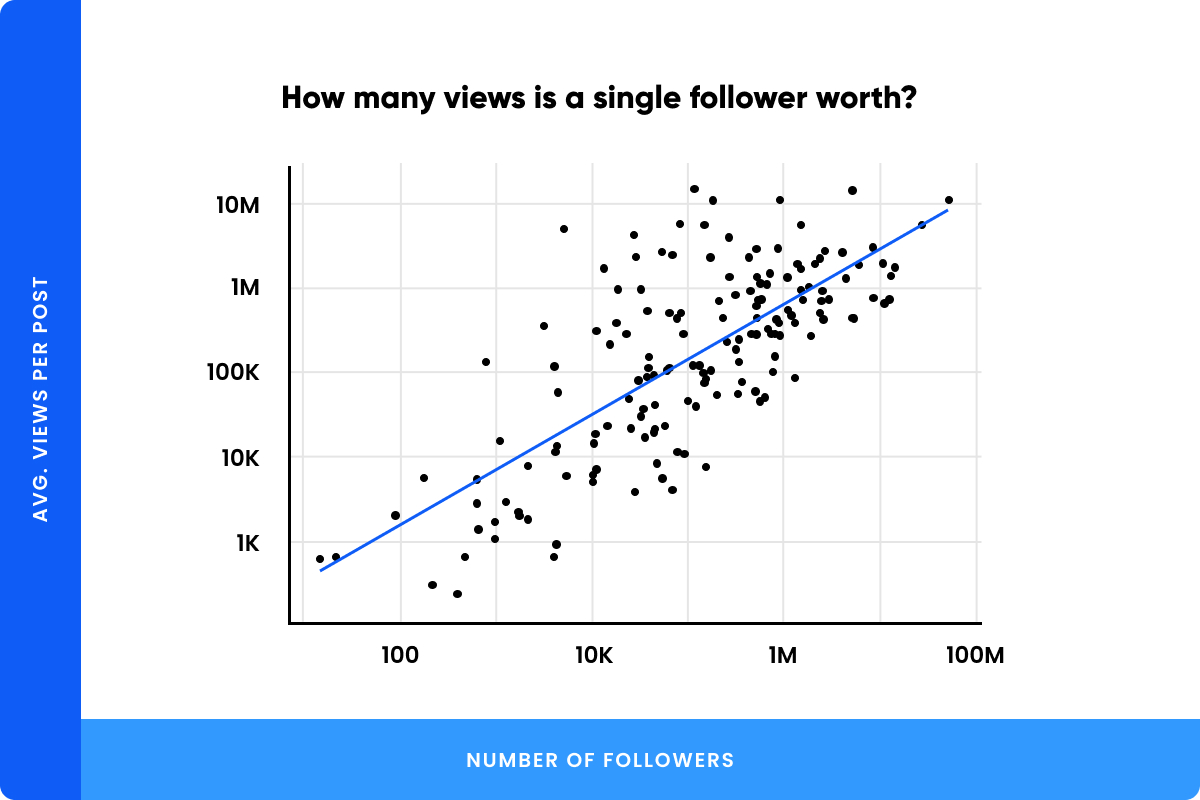 How many views is a single follower worth?
AVG. VIEWS PER POST
10M
1M
100K
10K
1K
100
10K
1M
100M
NUMBER OF FOLLOWERS